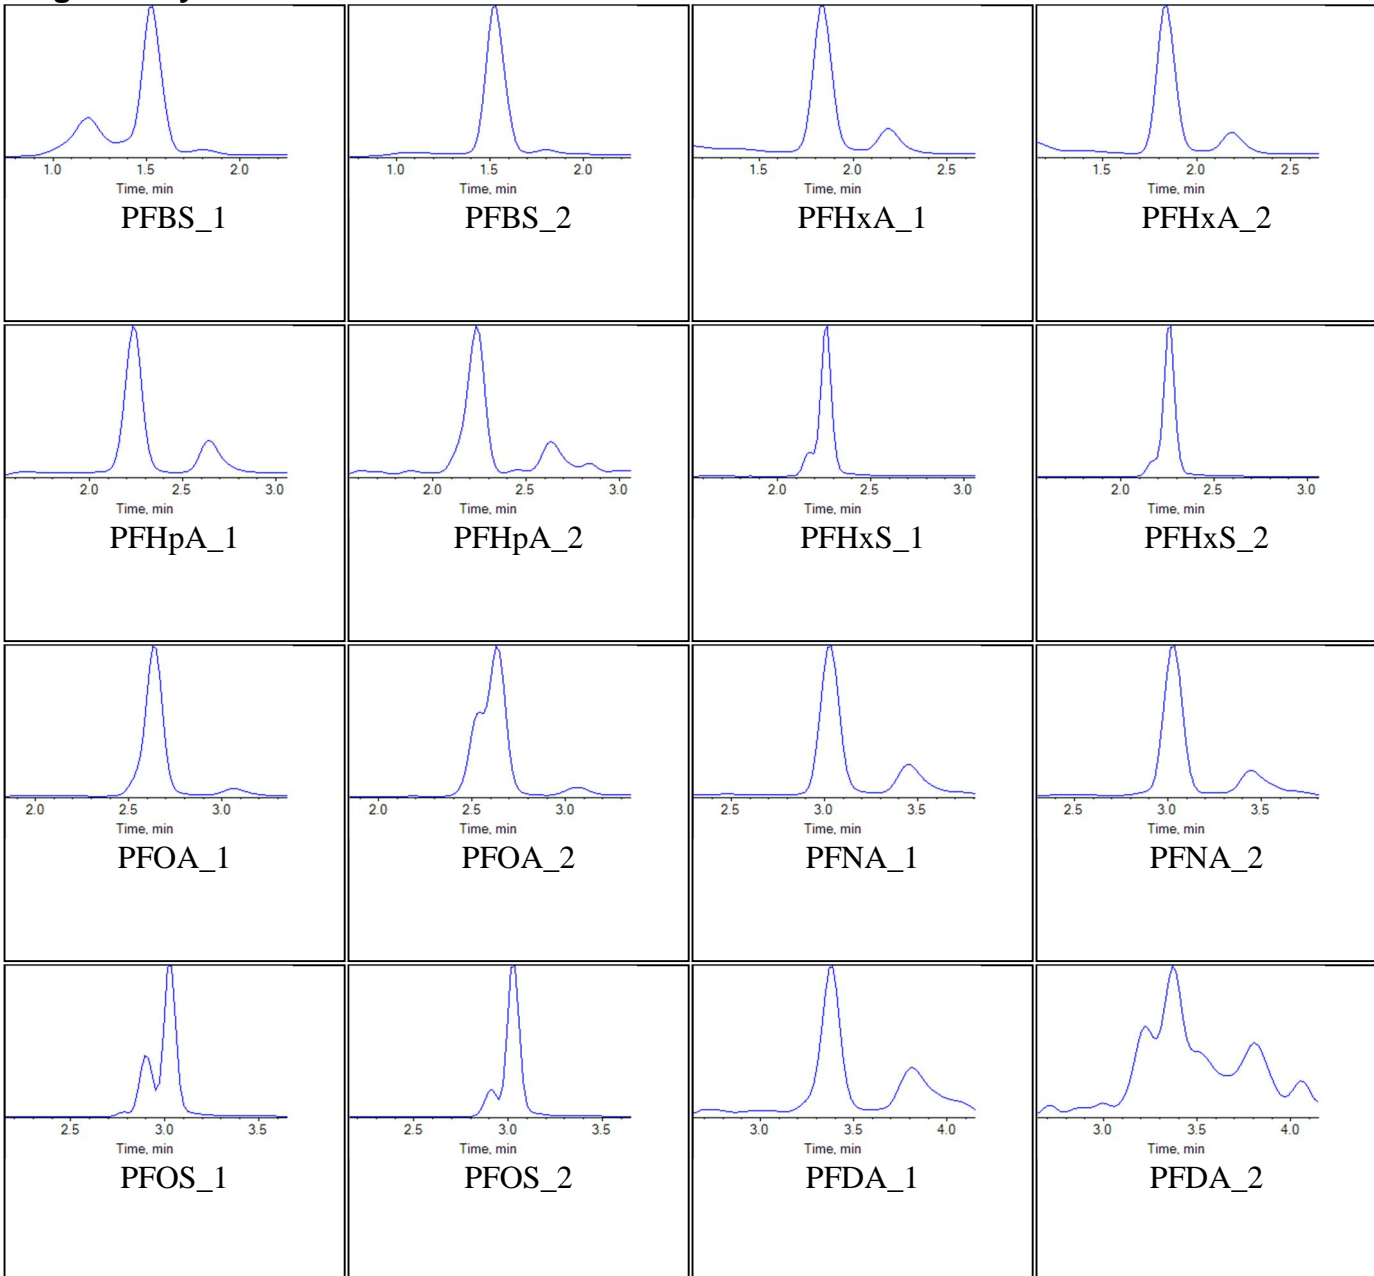 1.0 1.5 2.0
Time, min
PFBS_1
1.0 1.5 2.0
Time, min
PFBS_2
1.5 2.0 2.5
Time, min
PFHxA_1
1.5 2.0 2.5
Time, min
PFHxA_2
2.0 2.5 3.0
Time, min
PFHpA_1
2.0 2.5 3.0
Time, min
PFHpA_2
2.0 2.5 3.0
Time, min
PFHxS_1
2.0 2.5 3.0
Time, min
PFHxS_2
2.0 2.5 3.0
Time, min
PFOA_1
2.0 2.5 3.0
Time, min
PFOA_2
2.5 3.0 3.5
Time, min
PFNA_1
2.5 3.0 3.5
Time, min
PFNA_2
2.5 3.0 3.5
Time, min
PFOS_1
2.5 3.0 3.5
Time, min
PFOS_2
3.0 3.5 4.0
Time, min
PFDA_1
3.0 3.5 4.0
Time, min
PFDA_2